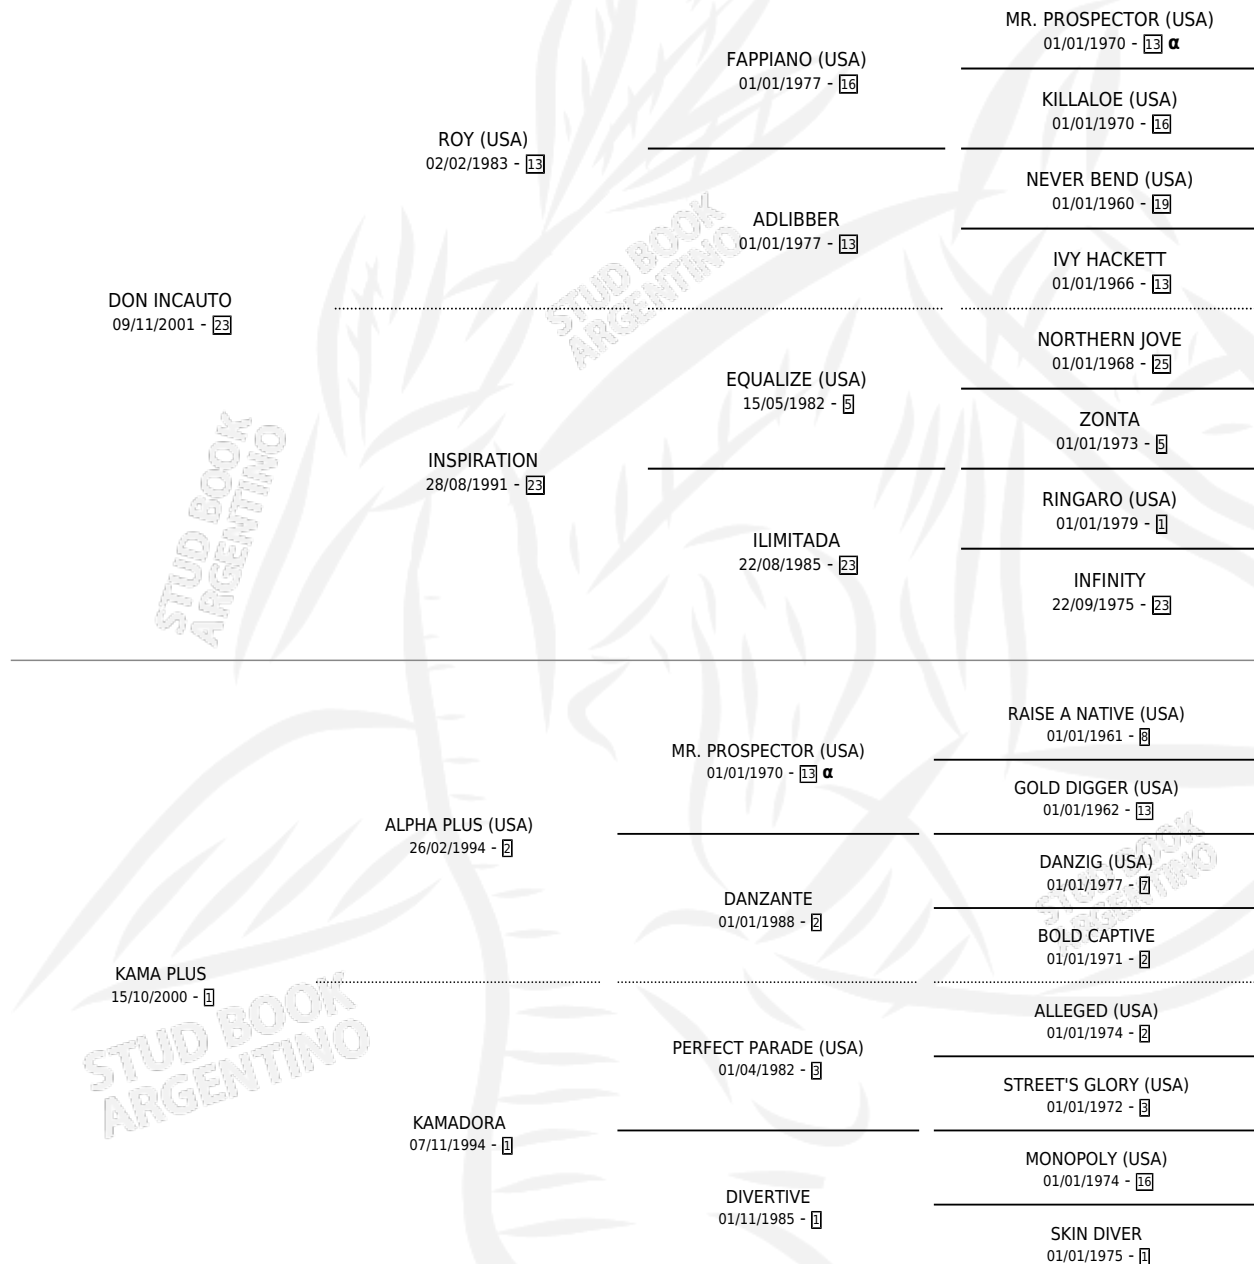 MR. PROSPECTOR (USA)
01/01/1970 - 13 α
FAPPIANO (USA)
01/01/1977 - 16
KILLALOE (USA)
01/01/1970 - 16
ROY (USA)
02/02/1983 - 13
NEVER BEND (USA)
01/01/1960 - 19
ADLIBBER
01/01/1977 - 13
IVY HACKETT
01/01/1966 - 13
DON INCAUTO
09/11/2001 - 23
NORTHERN JOVE
01/01/1968 - 25
EQUALIZE (USA)
15/05/1982 - 5
ZONTA
01/01/1973 - 5
INSPIRATION
28/08/1991 - 23
RINGARO (USA)
01/01/1979 - 1
ILIMITADA
22/08/1985 - 23
INFINITY
22/09/1975 - 23
RAISE A NATIVE (USA)
01/01/1961 - 8
MR. PROSPECTOR (USA)
01/01/1970 - 13 α
GOLD DIGGER (USA)
01/01/1962 - 13
ALPHA PLUS (USA)
26/02/1994 - 2
DANZIG (USA)
01/01/1977 - 7
DANZANTE
01/01/1988 - 2
BOLD CAPTIVE
01/01/1971 - 2
KAMA PLUS
15/10/2000 - 1
ALLEGED (USA)
01/01/1974 - 2
PERFECT PARADE (USA)
01/04/1982 - 3
STREET'S GLORY (USA)
01/01/1972 - 3
KAMADORA
07/11/1994 - 1
MONOPOLY (USA)
01/01/1974 - 16
DIVERTIVE
01/11/1985 - 1
SKIN DIVER
01/01/1975 - 1
STUD BOOK
ARGENTINO
STUD BOOK
ARGENTINO
STUD BOOK
ARGENTINO
STUD BOOK
ARGENTINO